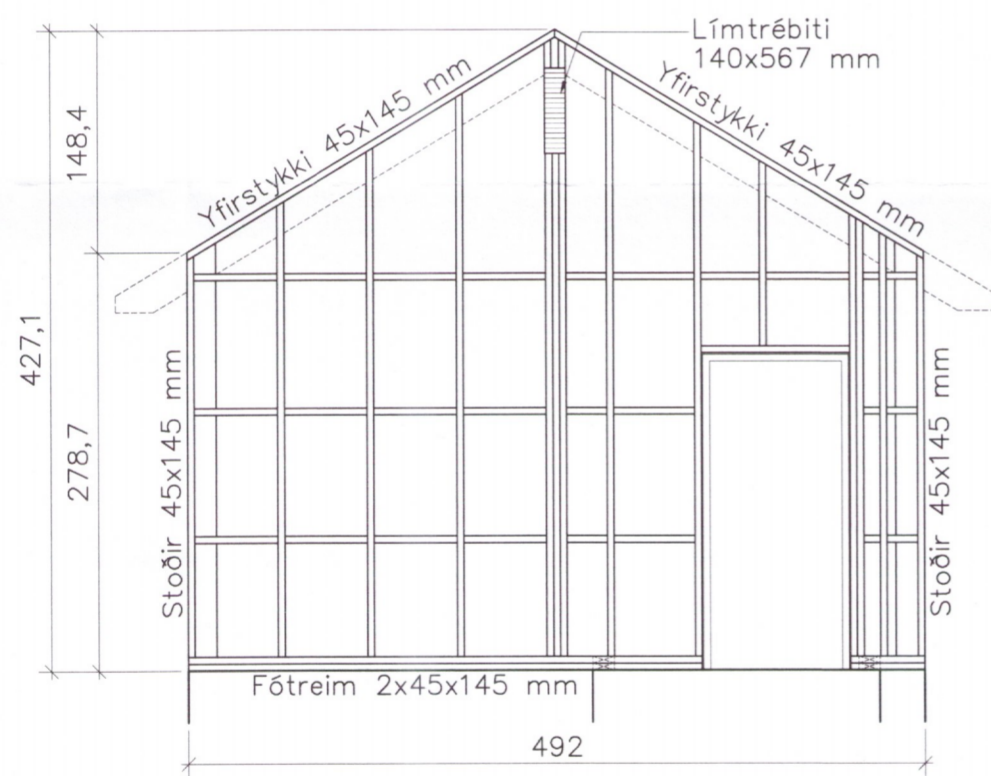 Límtrébiti
140x567 mm
Yfirstykki 45x145 mm
Yfirstykki 45x145 mm
148,4
427,1
278,7
Stoðir 45x145 mm
Stoðir 45x145 mm
Fótreim 2x45x145 mm
492